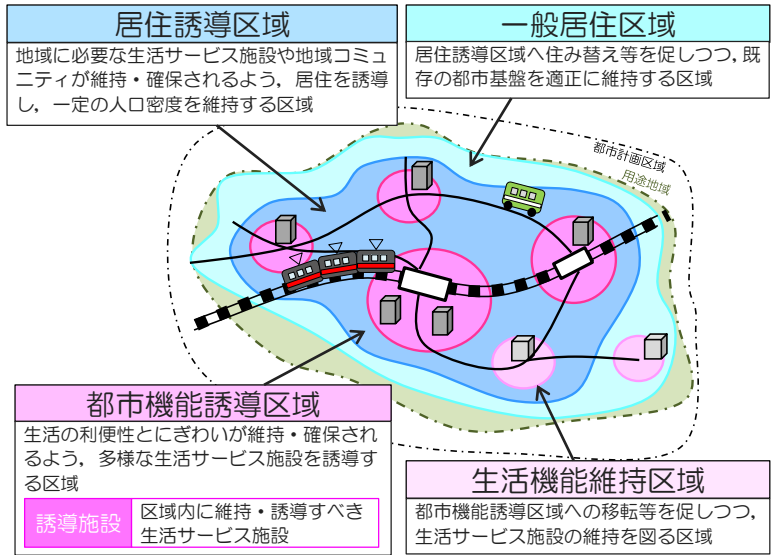 居住誘導区域
地域に必要な生活サービス施設や地域コミュ
ニティが維持・確保されるよう，居住を誘導
し，一定の人口密度を維持する区域
一般居住区域
居住誘導区域へ住み替え等を促しつつ，既
存の都市基盤を適正に維持する区域
都市計画区域
用途地域
都市機能誘導区域
生活の利便性とにぎわいが維持・確保され
るよう，多様な生活サービス施設を誘導す
る区域
誘導施設
区域内に維持・誘導すべき
生活サービス施設
生活機能維持区域
都市機能誘導区域への移転等を促しつつ，
生活サービス施設の維持を図る区域